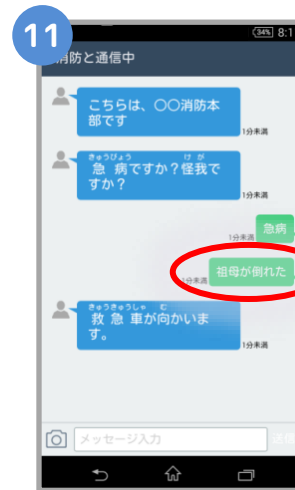 11
34% 8:1
消防と通信中
こちらは、〇〇消防本
部です
1分未満
きゅうびょう けが
急 病ですか？怪我で
すか？
1分未満
急病
1分未満
祖母が倒れた
1分未満
きゅうきゅうしゃ む
救 急 車が向かいま
す。
1分未満
メッセージ入力
送信